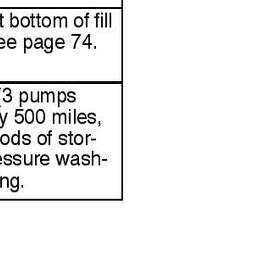 t bottom of fill
ee page 74.
(3 pumps
y 500 miles,
ods of stor-
essure wash-
ng.